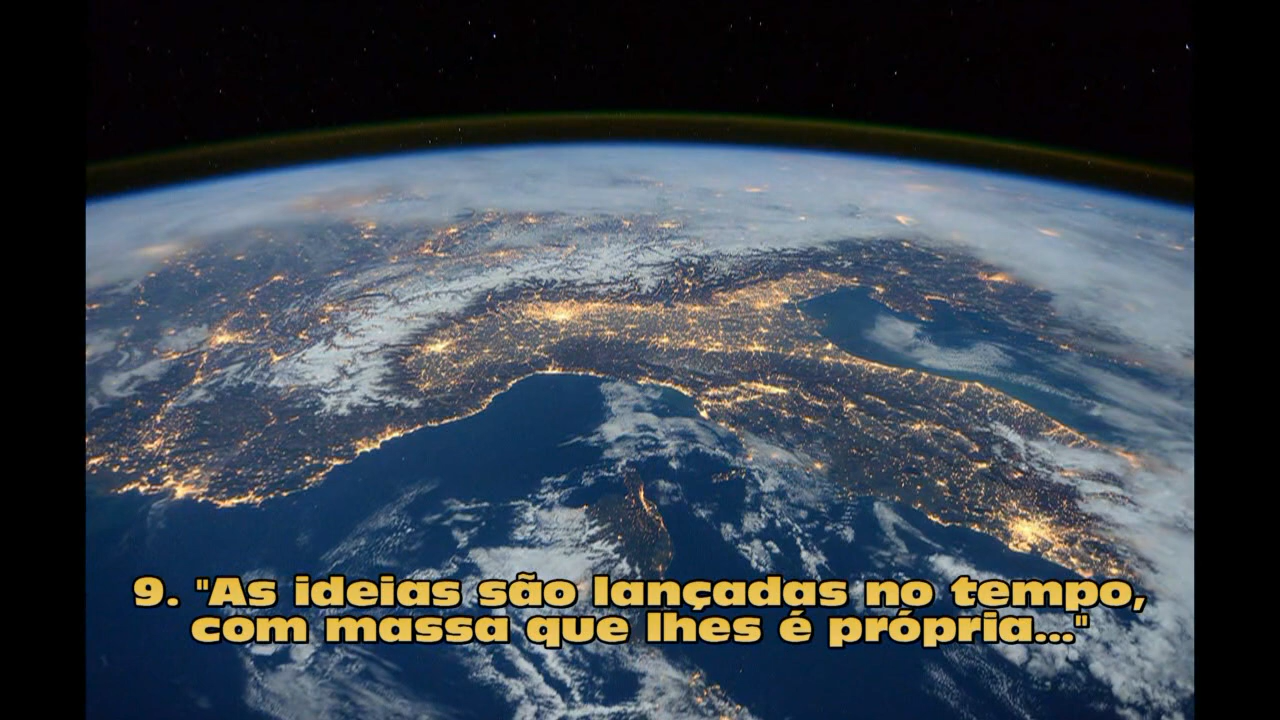 9. "As ideias são lançadas no tempo,
com massa que lhes é própria..."